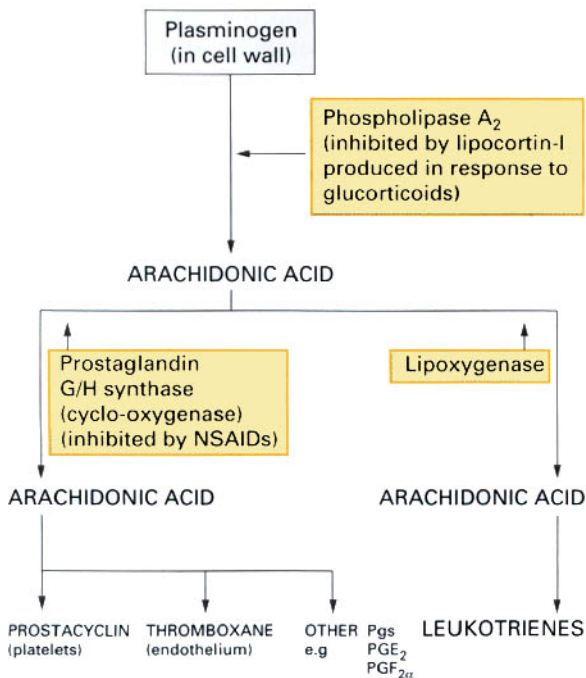 Plasminogen
(in cell wall)
Phospholipase A₂
(inhibited by lipocortin-I
produced in response to
glucorticoids)
ARACHIDONIC ACID
Prostaglandin
G/H synthase
(cyclo-oxygenase)
(inhibited by NSAIDs)
Lipoxygenase
ARACHIDONIC ACID
ARACHIDONIC ACID
PROSTACYCLIN
(platelets)
THROMBOXANE
(endothelium)
OTHER Pgs
e.g PGE₂
PGF₂α
LEUKOTRIENES